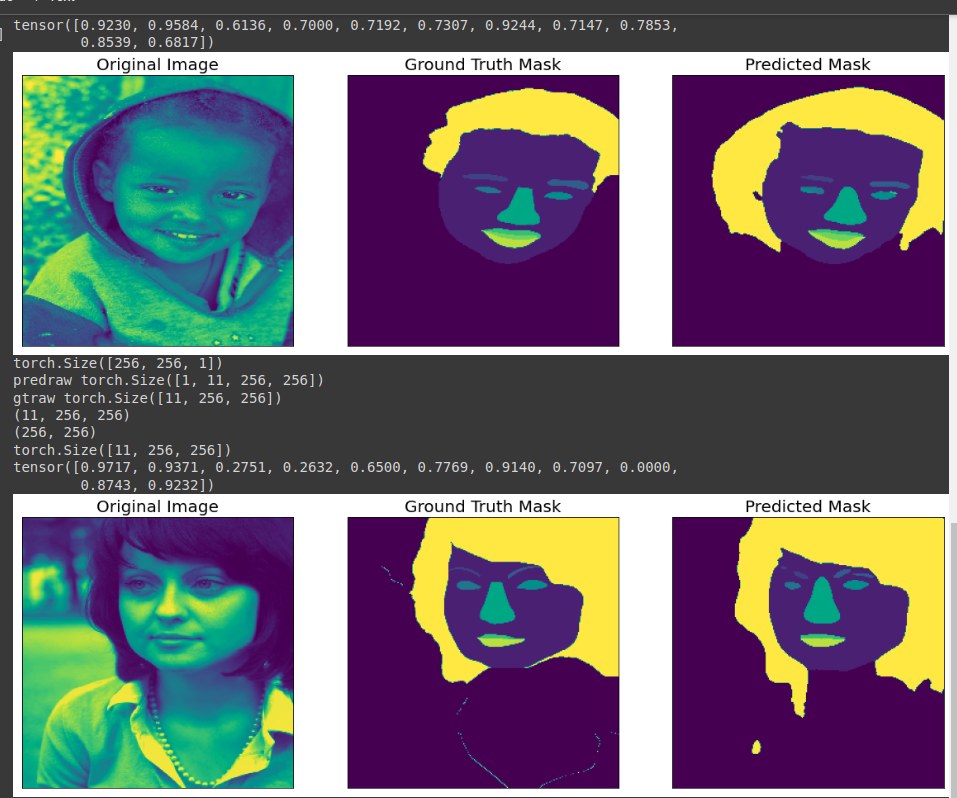 tensor([0.9230, 0.9584, 0.6136, 0.7000, 0.7192, 0.7307, 0.9244, 0.7147, 0.7853,
0.8539, 0.6817])
Original Image Ground Truth Mask Predicted Mask
torch.Size([256, 256, 1])
predraw torch.Size([1, 11, 256, 256])
gtraw torch.Size([11, 256, 256])
(11, 256, 256)
(256, 256)
torch.Size([11, 256, 256])
tensor([0.9717, 0.9371, 0.2751, 0.2632, 0.6500, 0.7769, 0.9140, 0.7097, 0.0000,
0.8743, 0.9232])
Original Image Ground Truth Mask Predicted Mask